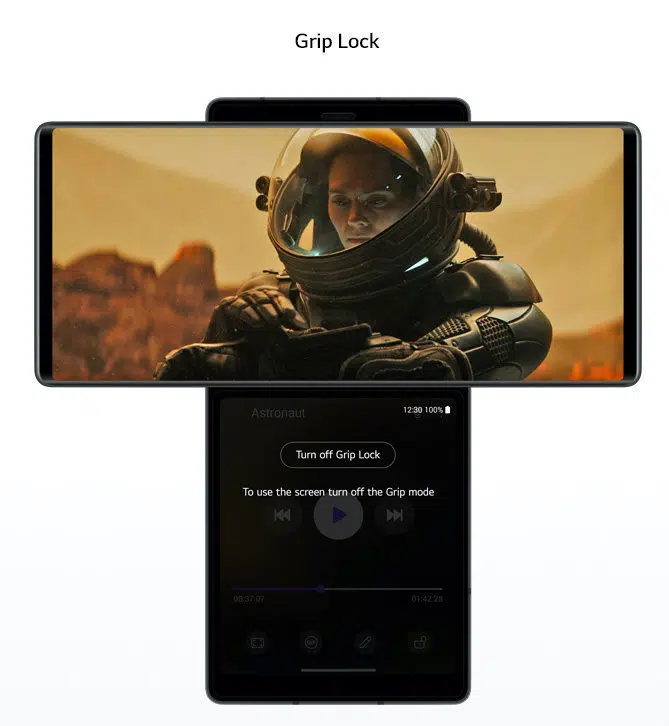 Grip Lock
Astronaut
12:30 100%
Turn off Grip Lock
To use the screen turn off the Grip mode
00:37:07
01:42:28
GIF